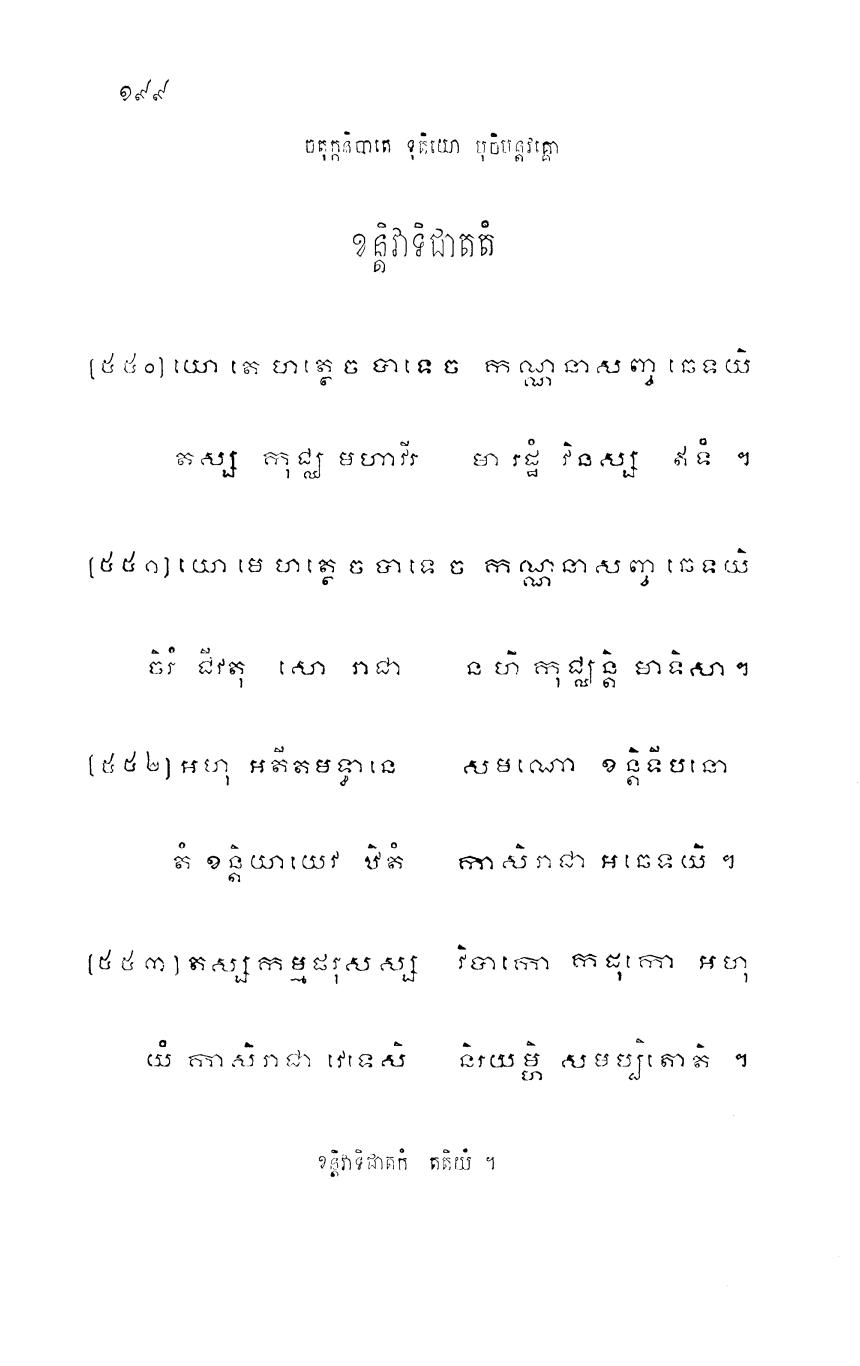 ១៩៩
ចតុក្កនិបាតេ ទុតិយោ បុចិមន្ទវគ្គោ
ខន្តិវាទិជាតកំ
[៥៥០] យោ តេ ហត្ថេ ច បាទេ ច កណ្ណនាសញ្ច ឆេទយិ
តស្ស កុជ្ឈ មហាវីរ មា រដ្ឋំ វិនស្ស ឥទំ ។
[៥៥១] យោ មេ ហត្ថេ ច បាទេ ច កណ្ណនាសញ្ច ឆេទយិ
ចិរំ ជីវតុ សោ រាជា ន ហិ កុជ្ឈន្តិ មាទិសា ។
[៥៥២] អហុ អតីតមទ្ធានេ សមណោ ខន្តិទីបនោ
តំ ខន្តិយាយេវ ឋិតំ កាសិរាជា អឆេទយិ ។
[៥៥៣] តស្ស កម្មផរុសស្ស វិបាកោ កដុកោ អហុ
យំ កាសិរាជា វេទេសិ និរយម្ហិ សមប្បិតោតិ ។
ខន្តិវាទិជាតកំ តតិយំ ។